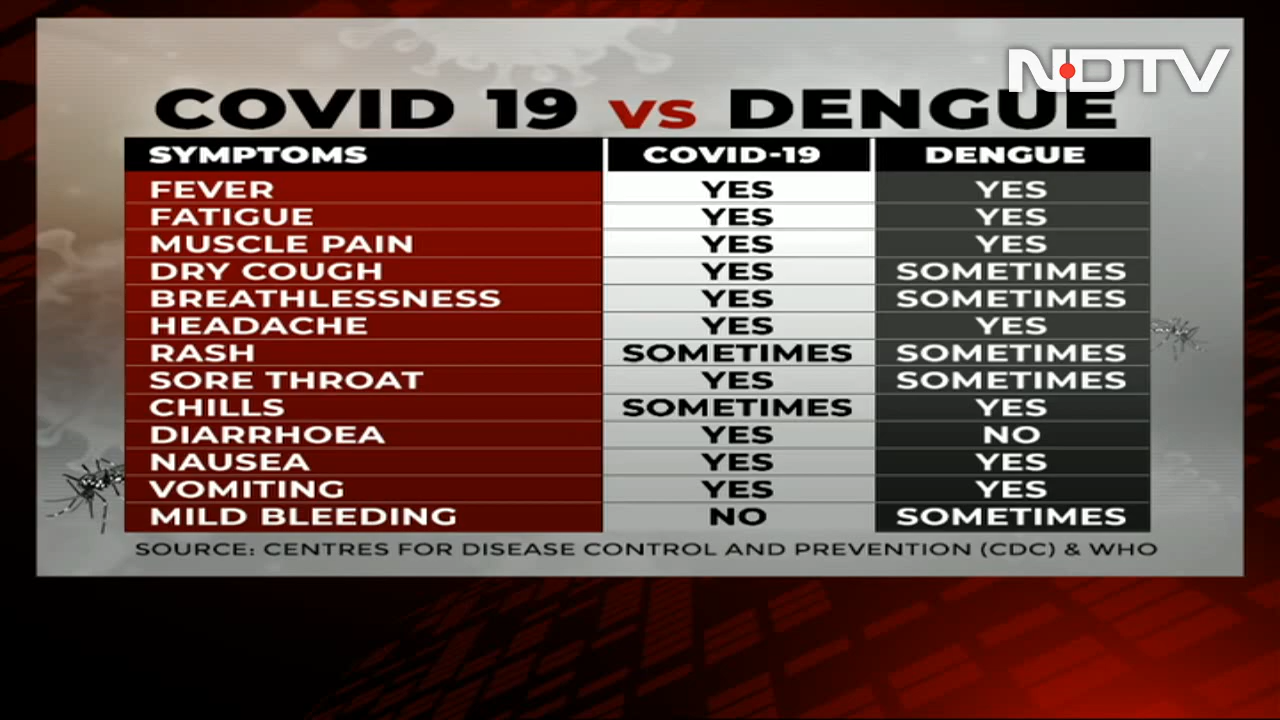 NDTV
COVID 19 vs DENGUE
SYMPTOMS COVID-19 DENGUE
FEVER YES YES
FATIGUE YES YES
MUSCLE PAIN YES YES
DRY COUGH YES SOMETIMES
BREATHLESSNESS YES SOMETIMES
HEADACHE YES YES
RASH SOMETIMES SOMETIMES
SORE THROAT YES SOMETIMES
CHILLS SOMETIMES YES
DIARRHOEA YES NO
NAUSEA YES YES
VOMITING YES YES
MILD BLEEDING NO SOMETIMES
SOURCE: CENTRES FOR DISEASE CONTROL AND PREVENTION (CDC) & WHO